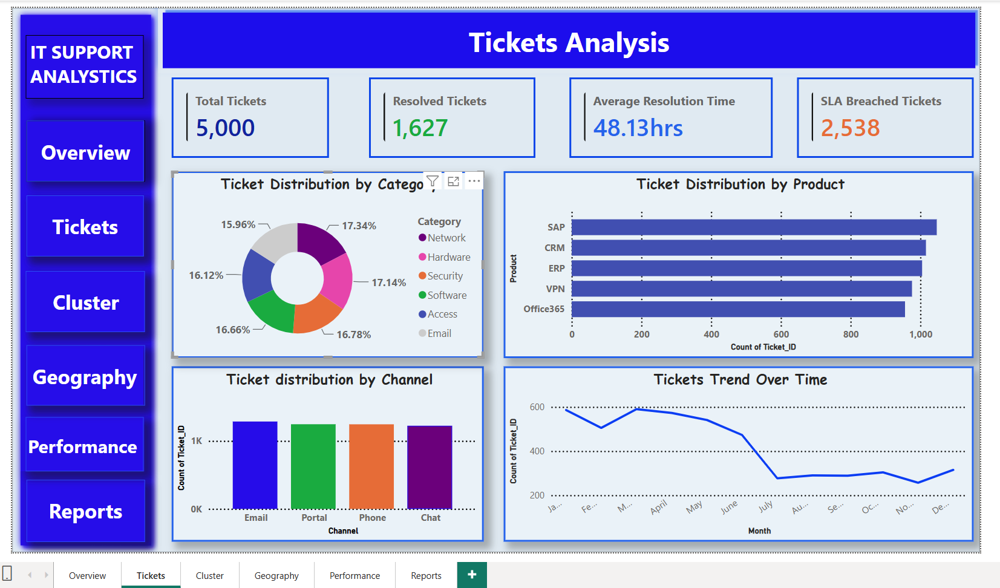 IT SUPPORT
ANALYSTICS
Overview
Tickets
Cluster
Geography
Performance
Reports
Tickets Analysis
Total Tickets
5,000
Resolved Tickets
1,627
Average Resolution Time
48.13hrs
SLA Breached Tickets
2,538
Ticket Distribution by Catego
15.96%
17.34%
16.12%
17.14%
16.66%
16.78%
Category
Network
Hardware
Security
Software
Access
Email
Ticket Distribution by Product
Product
SAP
CRM
ERP
VPN
Office365
0 200 400 600 800 1,000
Count of Ticket_ID
Ticket distribution by Channel
Count of Ticket_ID
1K
0K
Email Portal Phone Chat
Channel
Tickets Trend Over Time
Count of Ticket_ID
600
400
200
Ja... Fe... M... April May June July Au... Se... Oc... No... De...
Month
Overview Tickets Cluster Geography Performance Reports +